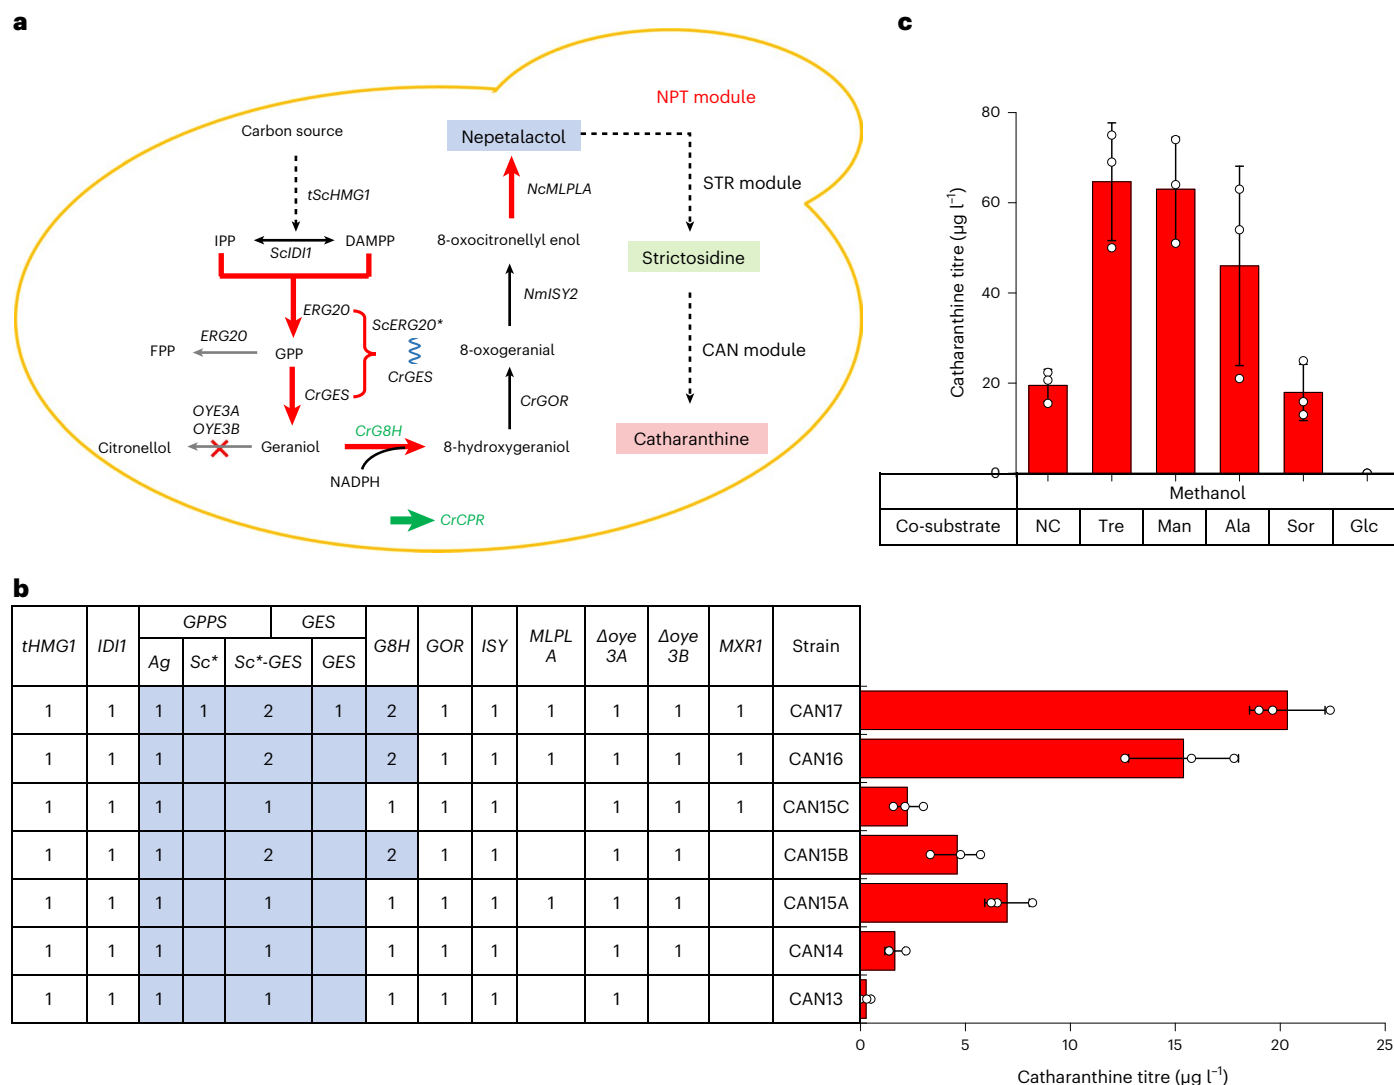 a
NPT module
Carbon source
Nepetalactol
tScHMG1
NcMLPLA
STR module
IPP
DAMPP
ScIDI1
8-oxocitronellyl enol
Strictosidine
ERG20
NmISY2
ERG20
ScERG20*
FPP
GPP
8-oxogeranial
CAN module
CrGES
CrGES
CrGOR
OYE3A
OYE3B
CrG8H
Citronellol
Geraniol
8-hydroxygeraniol
Catharanthine
NADPH
CrCPR
c
Catharanthine titre (µg l−1)
80
60
40
20
0
Methanol
Co-substrate NC Tre Man Ala Sor Glc
b
tHMG1 IDI1 GPPS GES G8H GOR ISY MLPL Δoye Δoye MXR1 Strain
A 3A 3B
Ag Sc* Sc*-GES GES
1 1 1 1 2 1 2 1 1 1 1 1 1 CAN17
1 1 1 2 2 1 1 1 1 1 1 CAN16
1 1 1 1 1 1 1 1 1 1 CAN15C
1 1 1 2 2 1 1 1 1 CAN15B
1 1 1 1 1 1 1 1 1 1 CAN15A
1 1 1 1 1 1 1 1 1 CAN14
1 1 1 1 1 1 1 1 CAN13
0 5 10 15 20 25
Catharanthine titre (µg l−1)